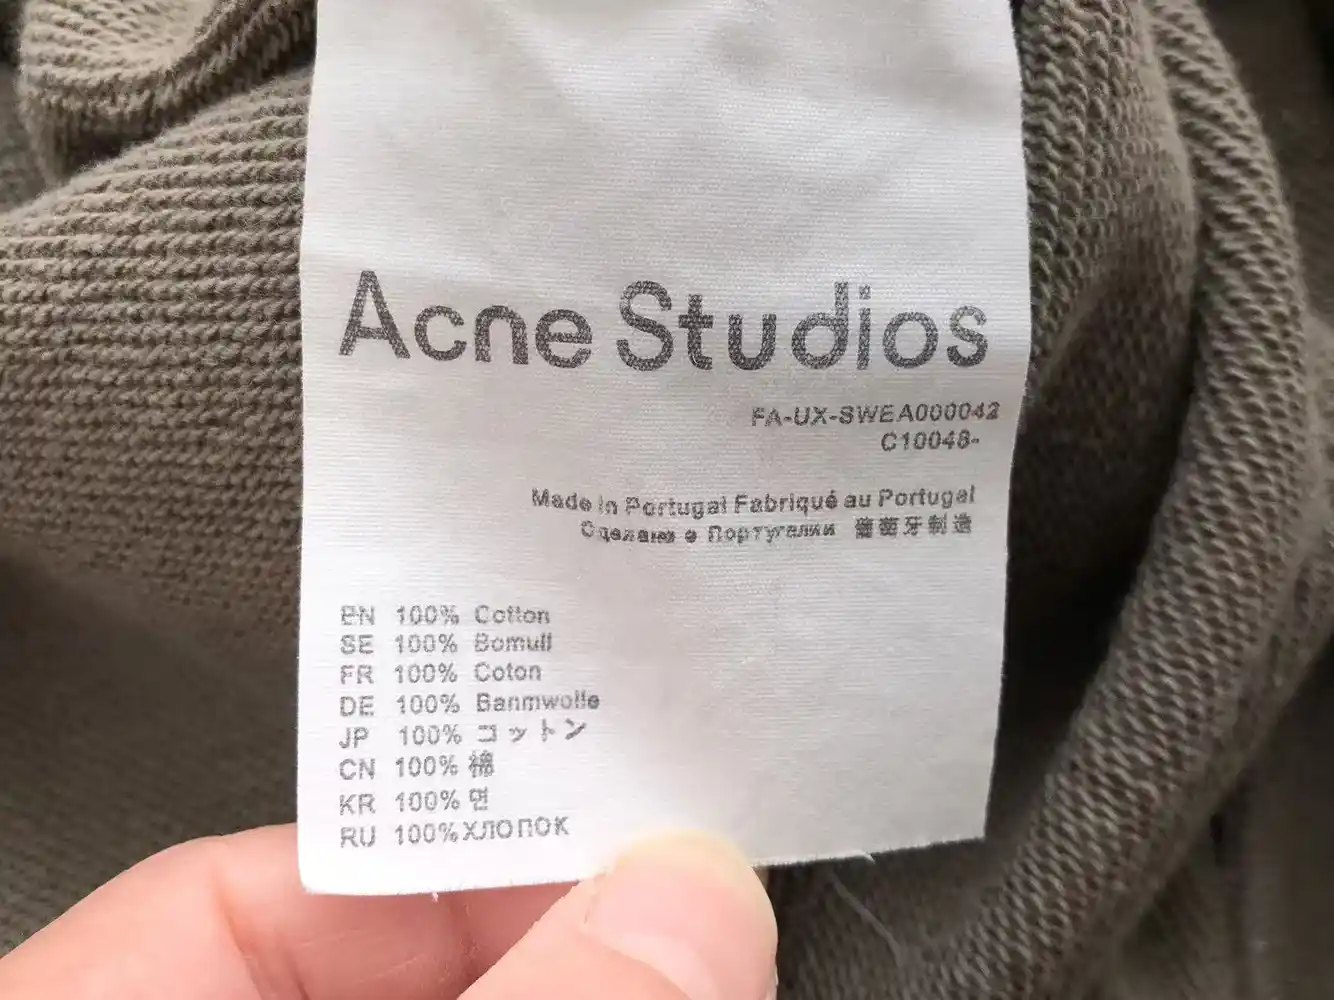 Acne Studios
FA-UX-SWEA000042
C10048-
Made in Portugal Fabriqué au Portugal
Сделано в Португалии 葡萄牙制造
EN 100% Cotton
SE 100% Bomull
FR 100% Coton
DE 100% Banmwolle
JP 100% コットン
CN 100% 棉
KR 100% 면
RU 100% ХЛОПОК